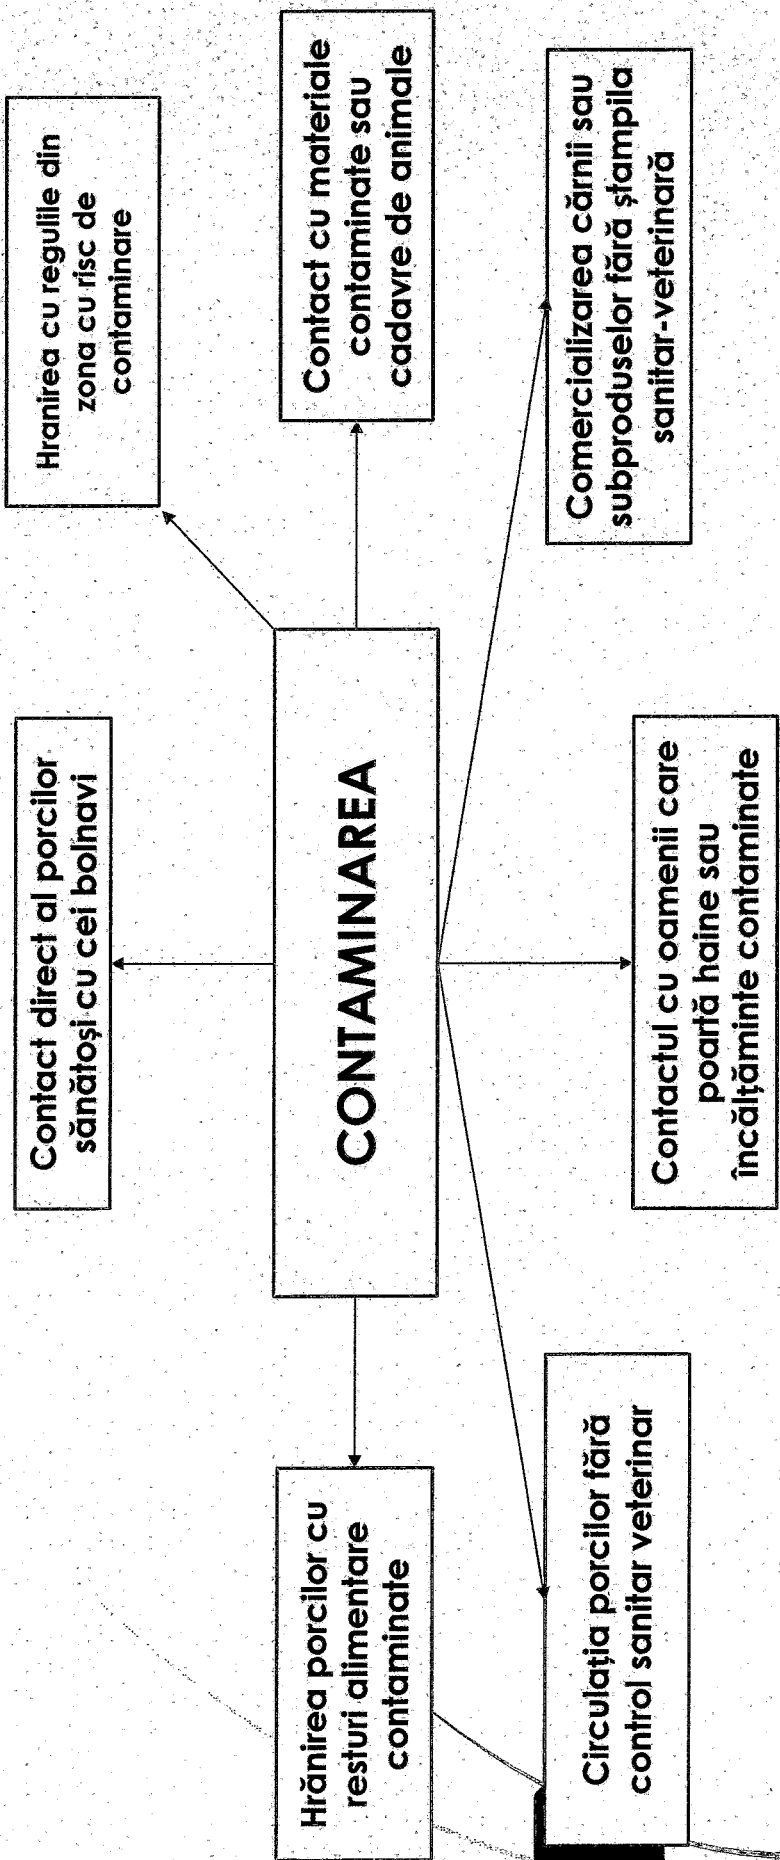 Contact direct al porcilor
sănătoși cu cei bolnavi
Hranirea cu regulile din
zona cu risc de
contaminare
Hrănirea porcilor cu
resturi alimentare
contaminate
CONTAMINAREA
Contact cu materiale
contaminate sau
cadavre de animale
Circulația porcilor fără
control sanitar veterinar
Contactul cu oamenii care
poartă haine sau
încălțăminte contaminate
Comercializarea cărnii sau
subproduselor fără ștampila
sanitar-veterinară